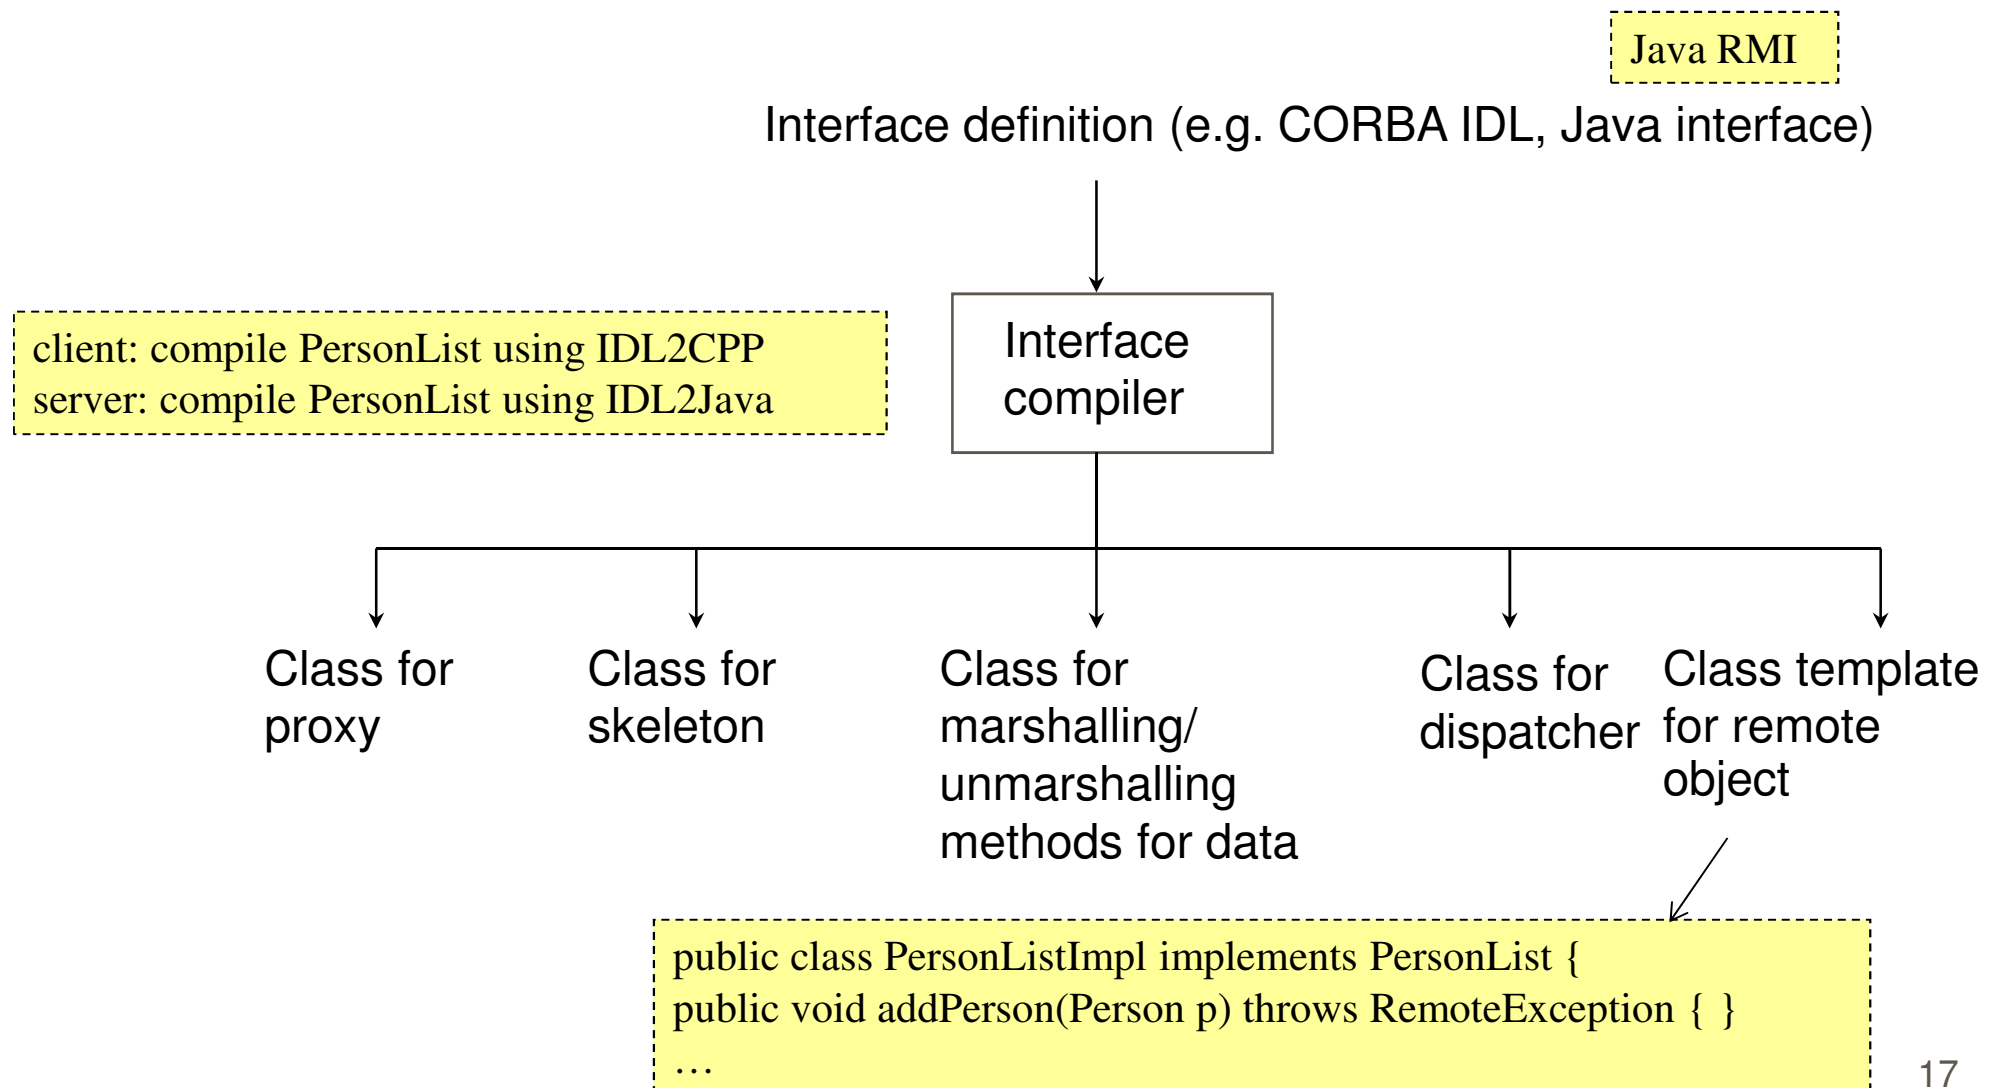 Java RMI
Interface definition (e.g. CORBA IDL, Java interface)
client: compile PersonList using IDL2CPP
server: compile PersonList using IDL2Java
Interface
compiler
Class for
proxy
Class for
skeleton
Class for
marshalling/
unmarshalling
methods for data
Class for
dispatcher
Class template
for remote
object
public class PersonListImpl implements PersonList {
public void addPerson(Person p) throws RemoteException { }
…
17